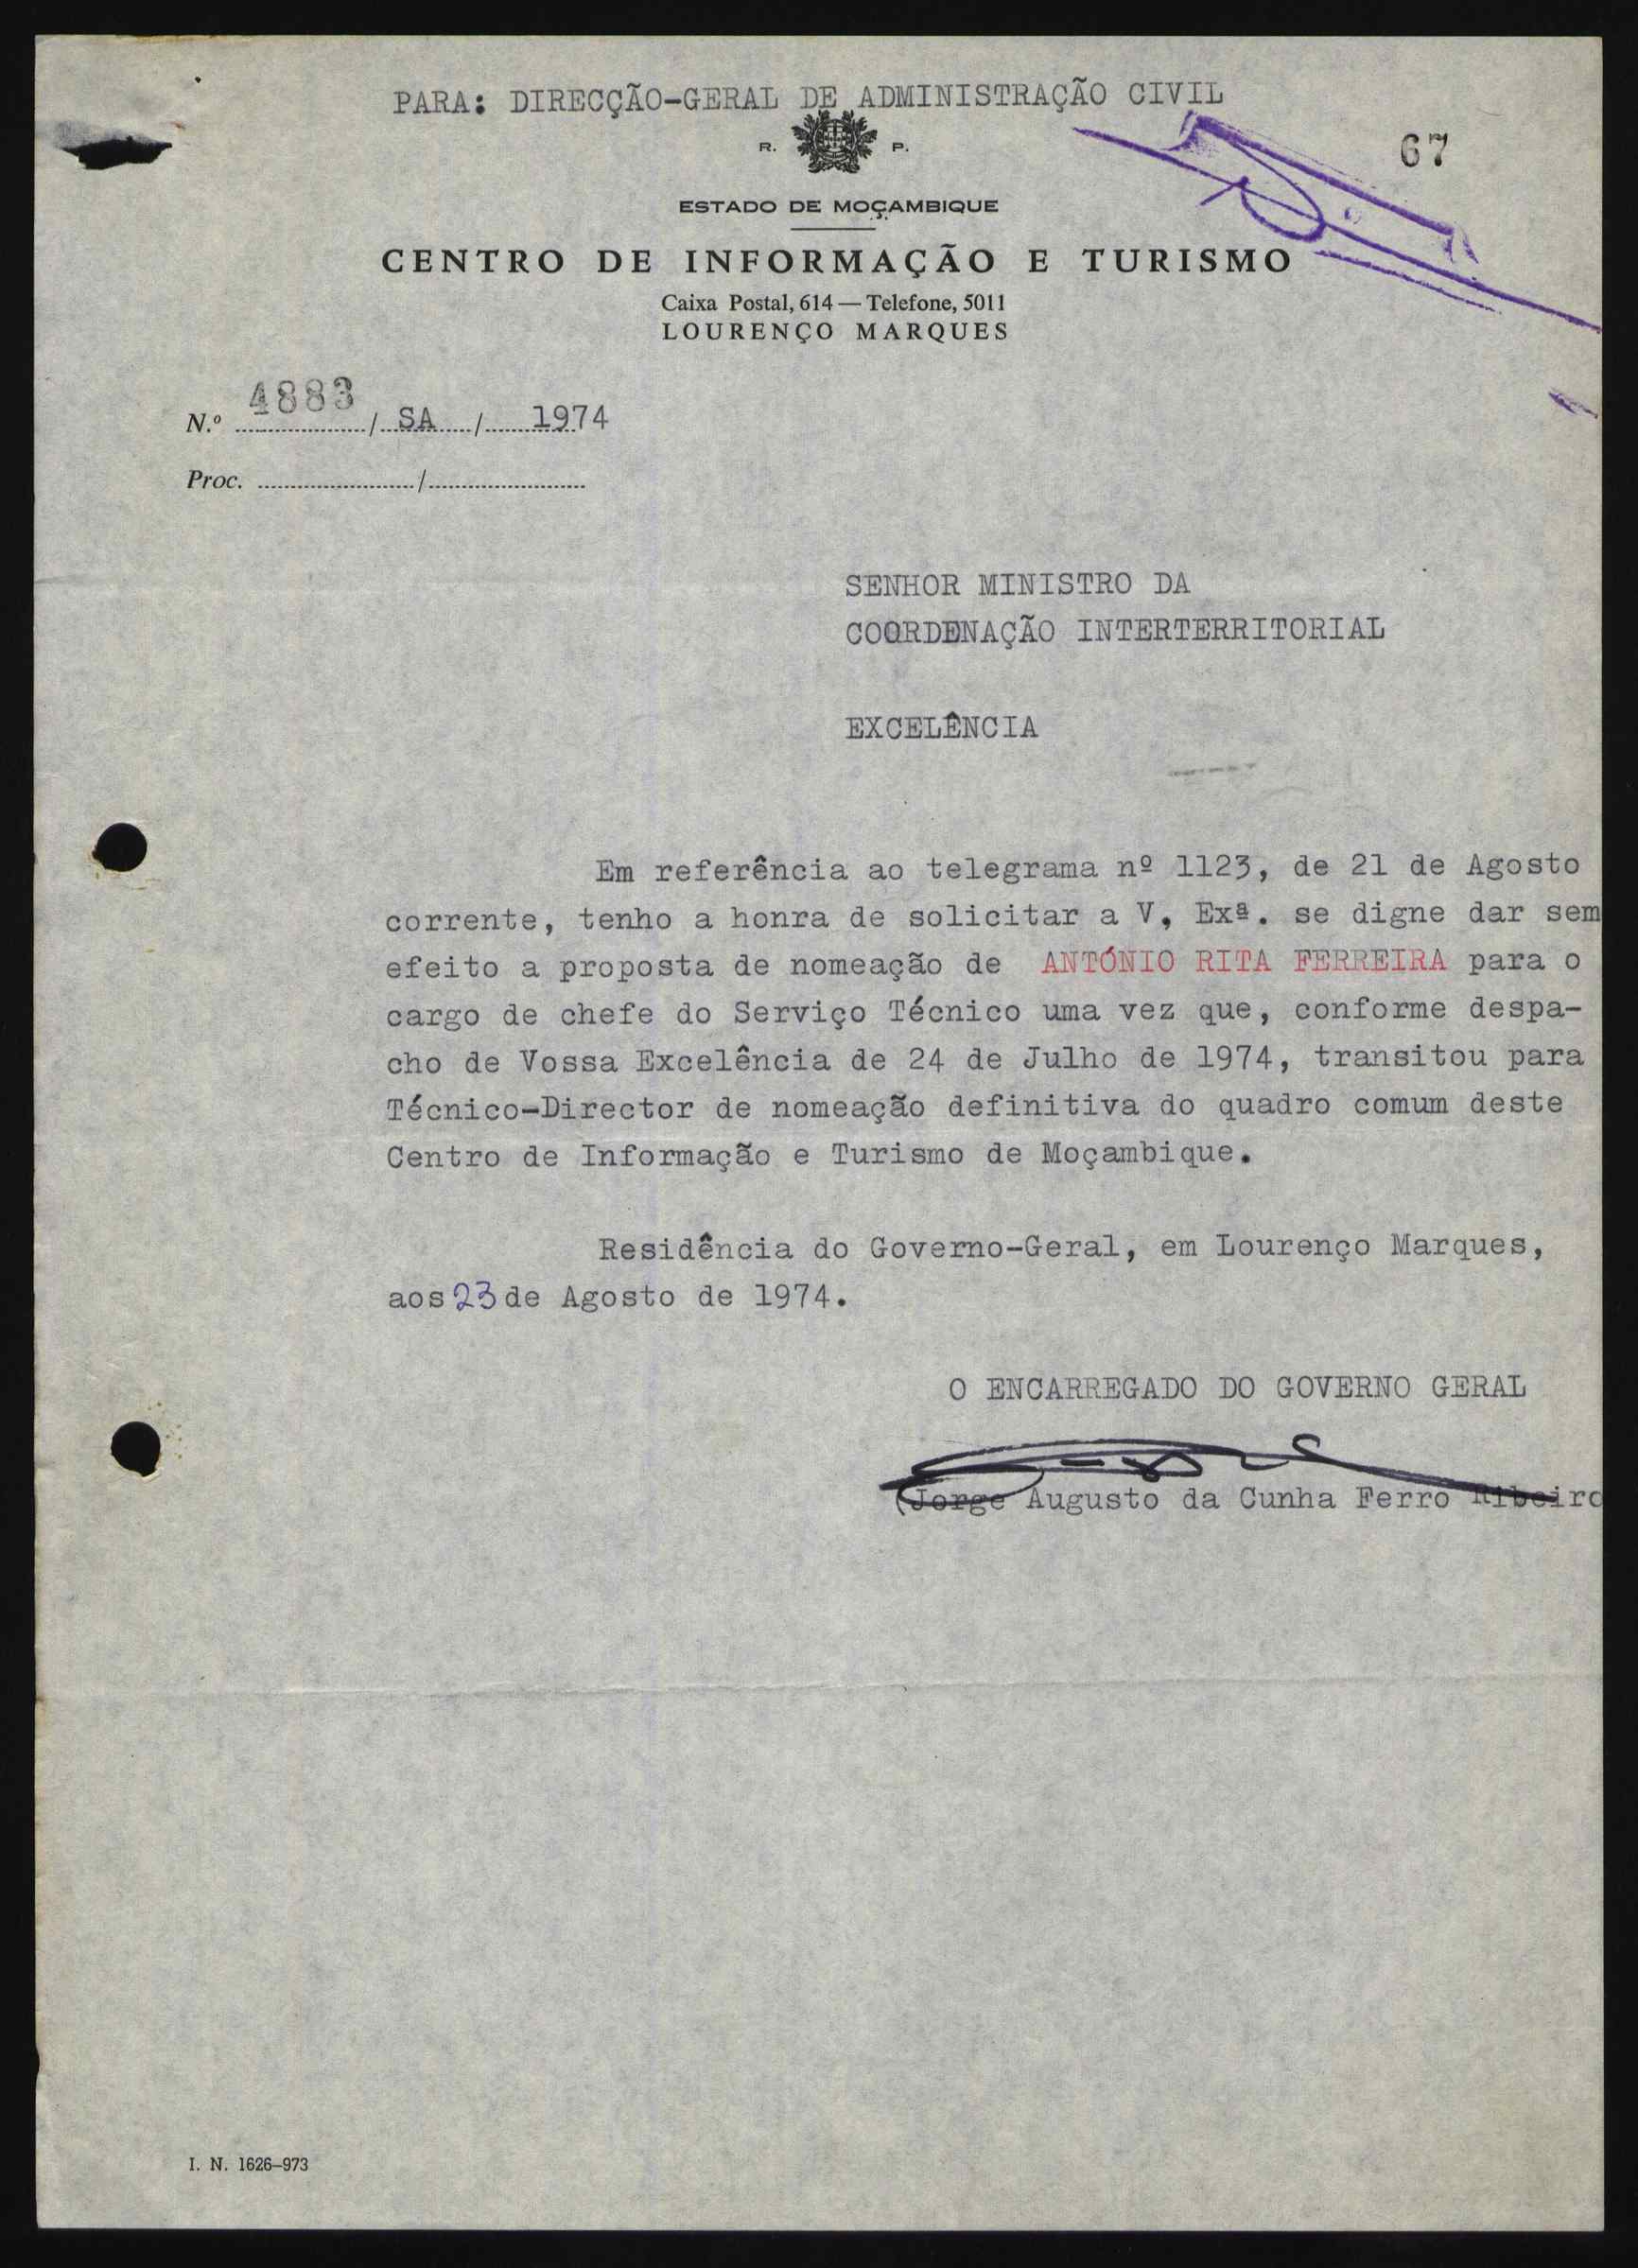 PARA: DIRECÇÃO-GERAL DE ADMINISTRAÇÃO CIVIL
R. P.
67
ESTADO DE MOÇAMBIQUE
CENTRO DE INFORMAÇÃO E TURISMO
Caixa Postal, 614 — Telefone, 5011
LOURENÇO MARQUES
N.º 4883 / SA / 1974
Proc. /
SENHOR MINISTRO DA
COORDENAÇÃO INTERTERRITORIAL
EXCELÊNCIA
Em referência ao telegrama nº 1123, de 21 de Agosto
corrente, tenho a honra de solicitar a V, Exª. se digne dar sem
efeito a proposta de nomeação de ANTÓNIO RITA FERREIRA para o
cargo de chefe do Serviço Técnico uma vez que, conforme despa-
cho de Vossa Excelência de 24 de Julho de 1974, transitou para
Técnico-Director de nomeação definitiva do quadro comum deste
Centro de Informação e Turismo de Moçambique.
Residência do Governo-Geral, em Lourenço Marques,
aos 23 de Agosto de 1974.
O ENCARREGADO DO GOVERNO GERAL
(Jorge Augusto da Cunha Ferro Ribeiro
I. N. 1626-973